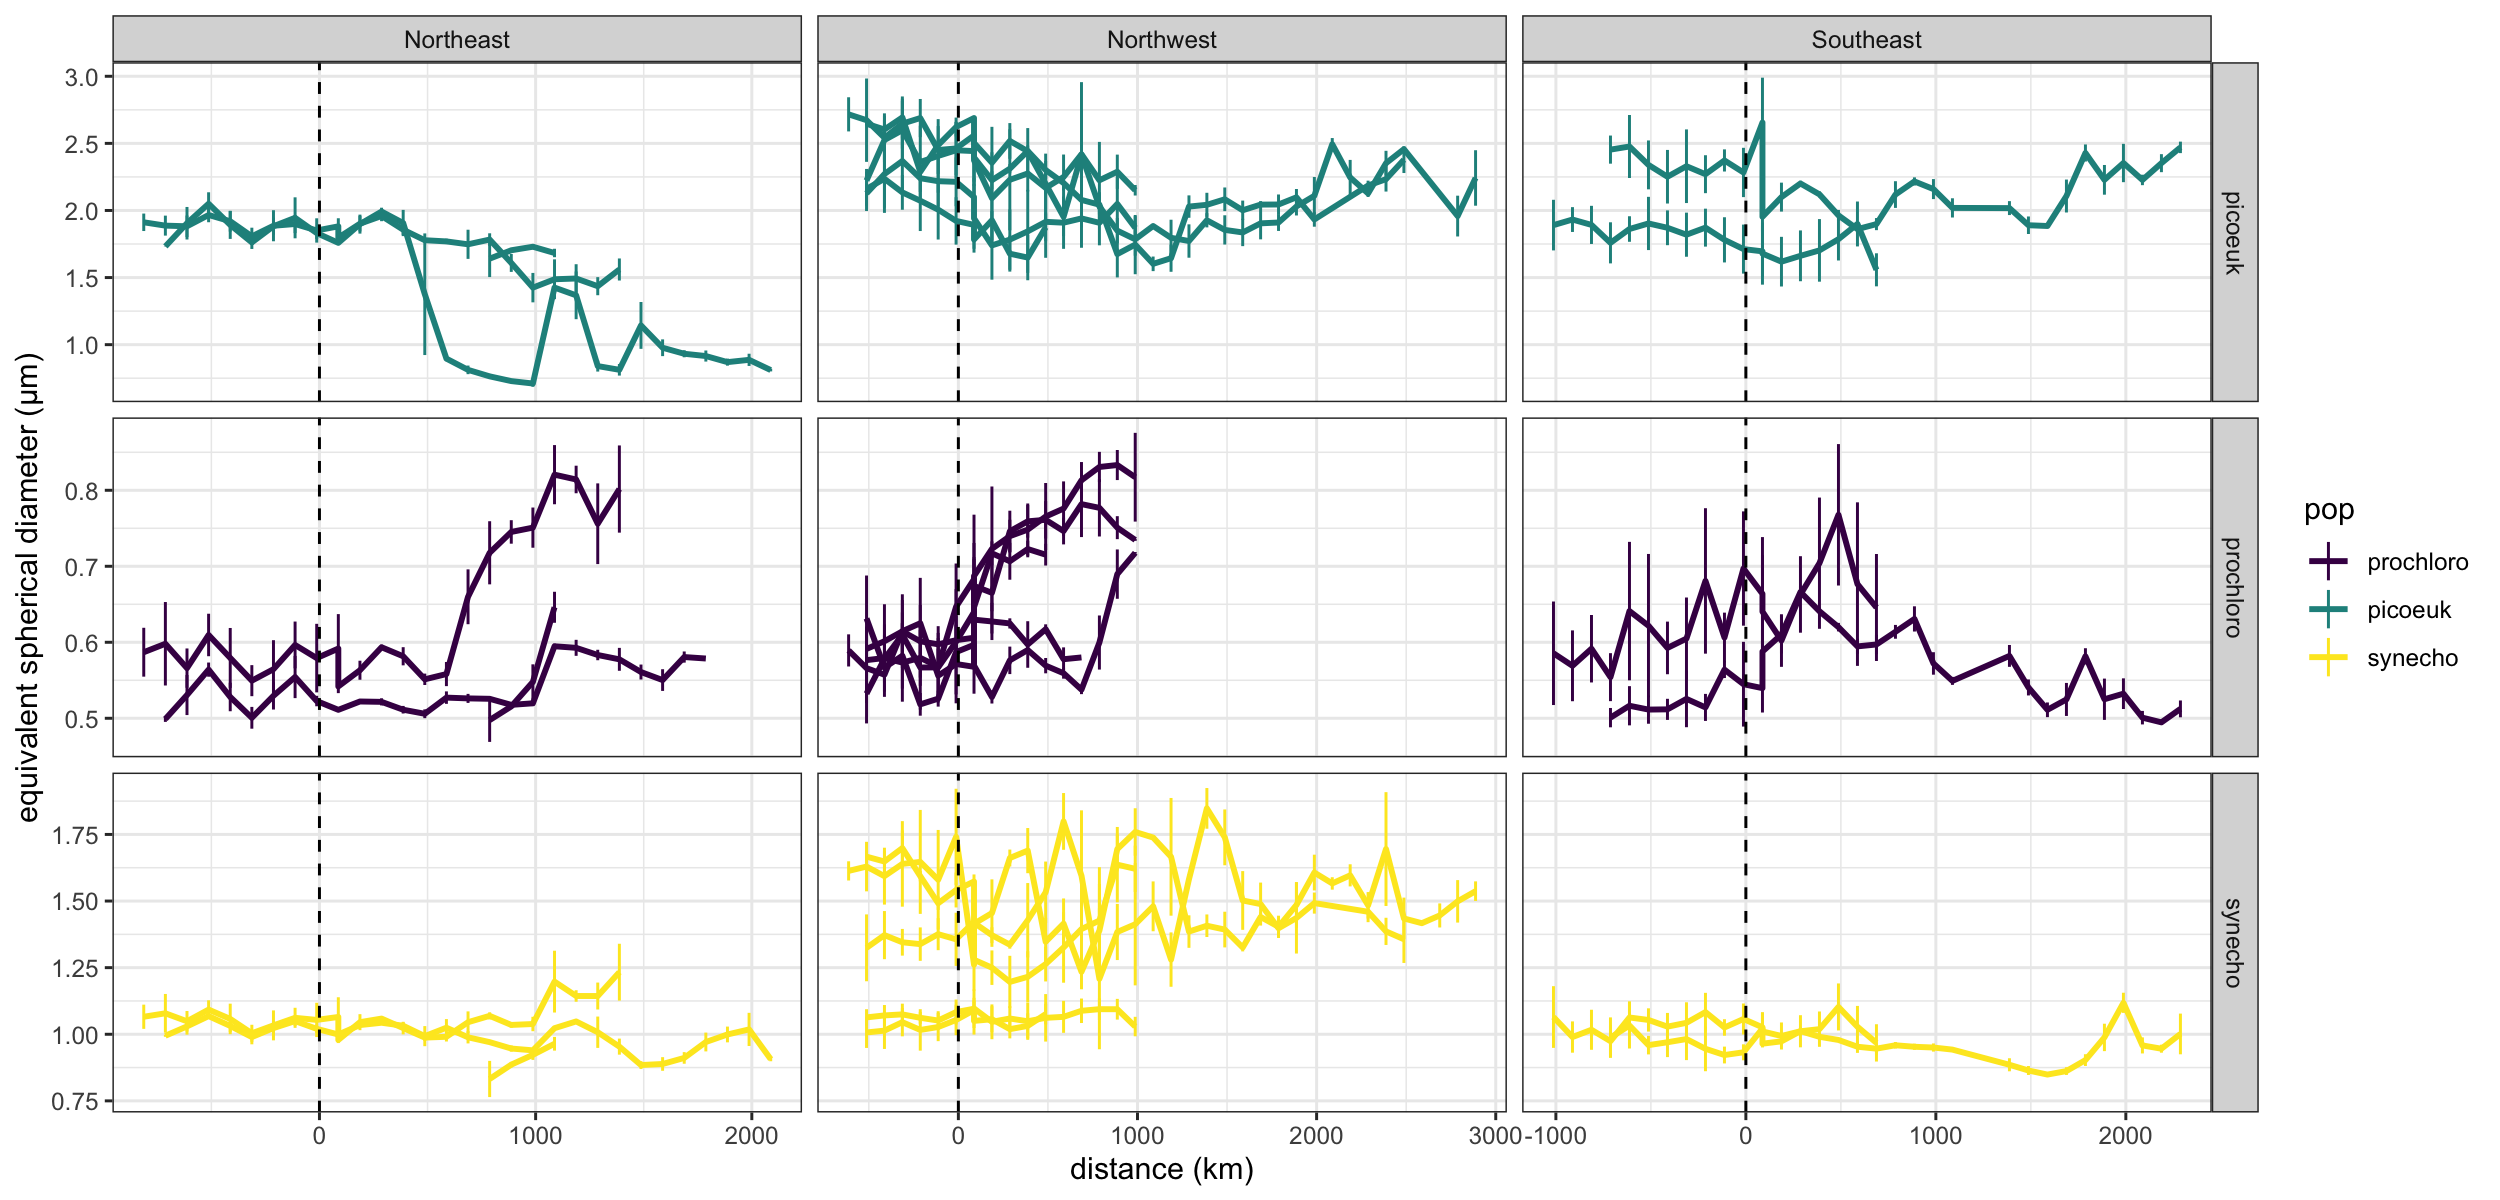 Northeast
Northwest
Southeast
3.0
2.5
2.0
1.5
1.0
picoeuk
0.8
0.7
0.6
0.5
prochloro
1.75
1.50
1.25
1.00
0.75
synecho
0
1000
2000
0
1000
2000
3000
-1000
0
1000
2000
distance (km)
equivalent spherical diameter (μm)
pop
prochloro
picoeuk
synecho